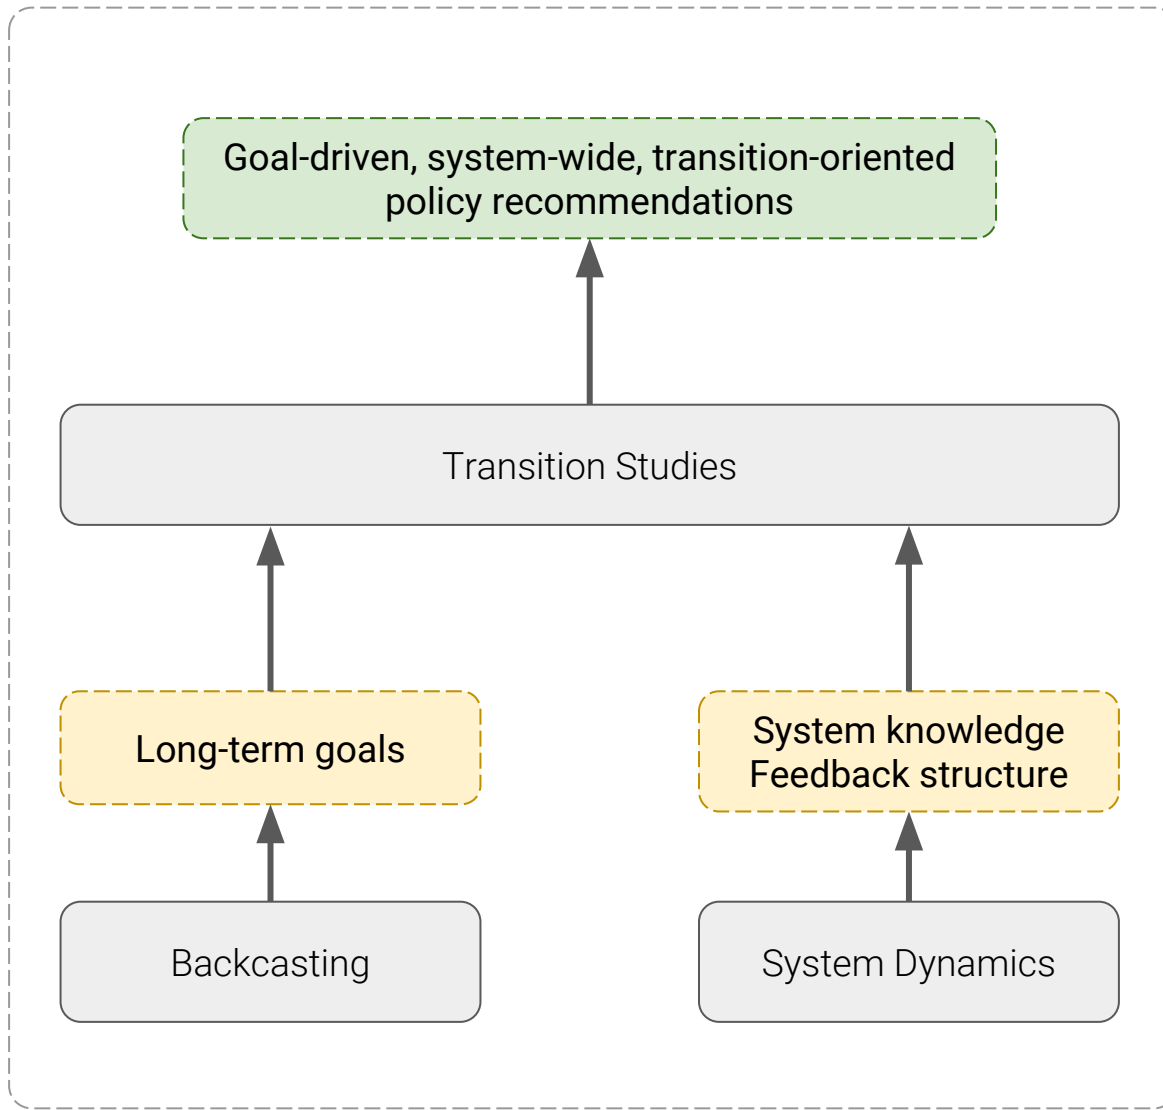 Goal-driven, system-wide, transition-oriented
policy recommendations
Transition Studies
Long-term goals
System knowledge
Feedback structure
Backcasting
System Dynamics